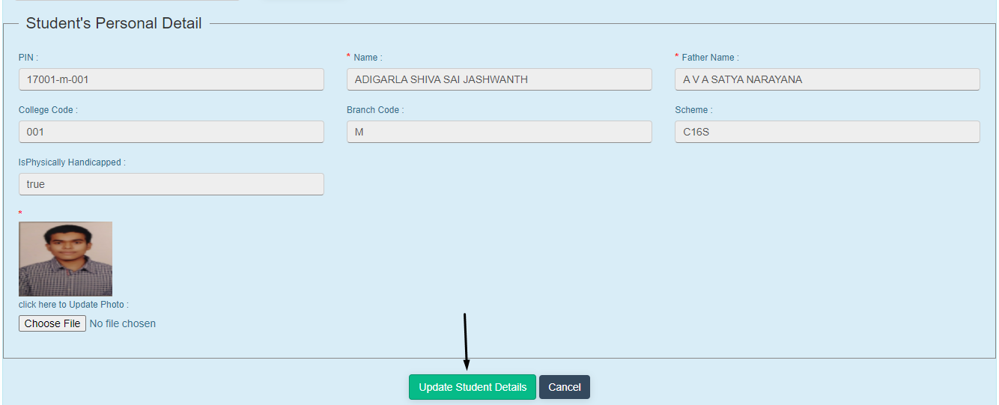 Student's Personal Detail
PIN :
* Name :
* Father Name :
17001-m-001
ADIGARLA SHIVA SAI JASHWANTH
A V A SATYA NARAYANA
College Code :
Branch Code :
Scheme :
001
M
C16S
IsPhysically Handicapped :
true
*
click here to Update Photo :
Choose File No file chosen
Update Student Details
Cancel